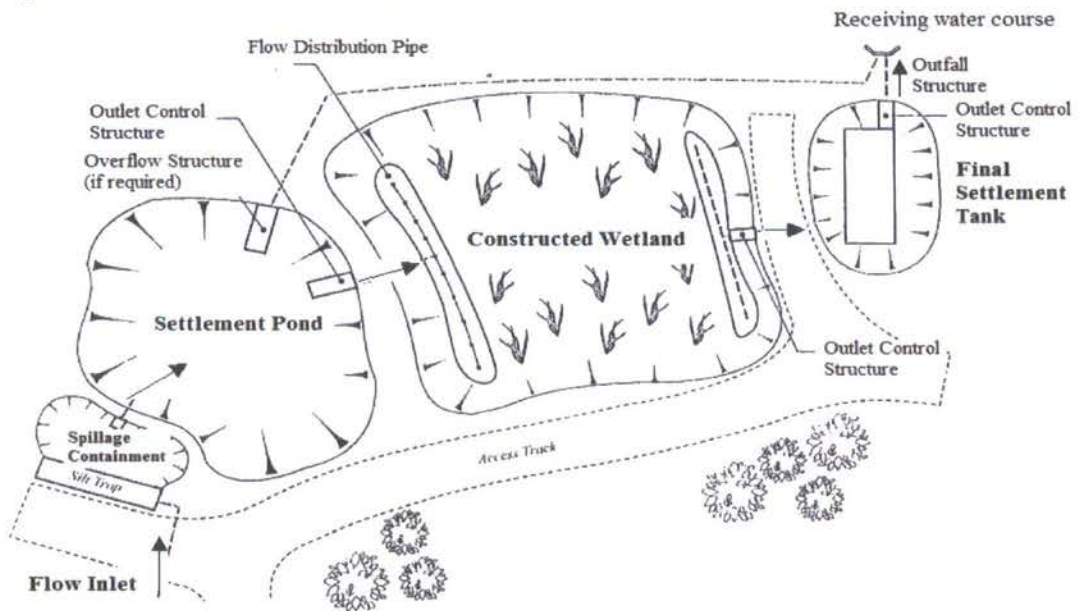 Receiving water course
Flow Distribution Pipe
Outfall
Structure
Outlet Control
Structure
Outlet Control
Structure
Overflow Structure
(if required)
Final
Settlement
Tank
Constructed Wetland
Settlement Pond
Outlet Control
Structure
Spillage
Containment
Silt Trap
Access Track
Flow Inlet